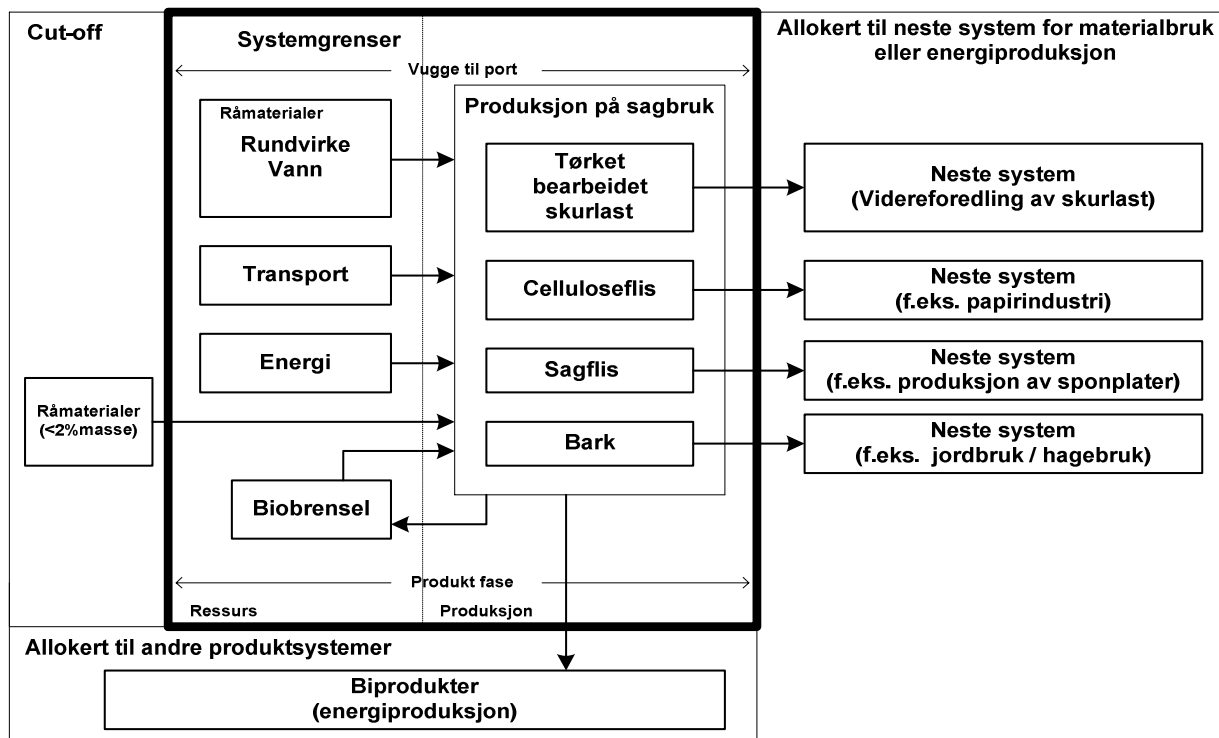 Cut-off
Systemgrenser
Allokert til neste system for materialbruk
eller energiproduksjon
Vugge til port
Råmaterialer
Rundvirke
Vann
Produksjon på sagbruk
Tørket
bearbeidet
skurlast
Neste system
(Videreforedling av skurlast)
Transport
Celluloseflis
Neste system
(f.eks. papirindustri)
Energi
Sagflis
Neste system
(f.eks. produksjon av sponplater)
Råmaterialer
(<2%masse)
Bark
Neste system
(f.eks. jordbruk / hagebruk)
Biobrensel
Produkt fase
Ressurs
Produksjon
Allokert til andre produktsystemer
Biprodukter
(energiproduksjon)